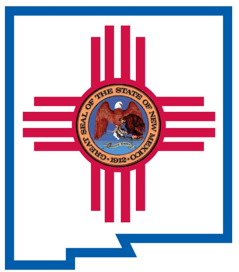 GREAT SEAL OF THE STATE OF NEW MEXICO
·1912·